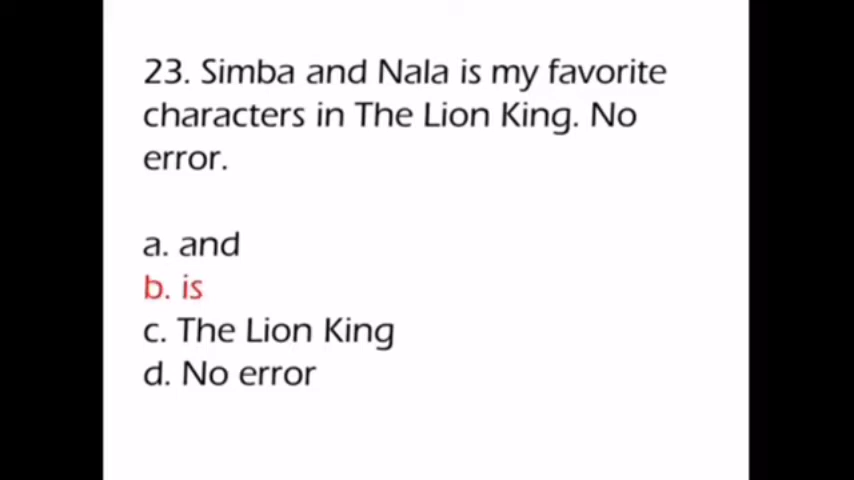 23. Simba and Nala is my favorite
characters in The Lion King. No
error.
a. and
b. is
c. The Lion King
d. No error